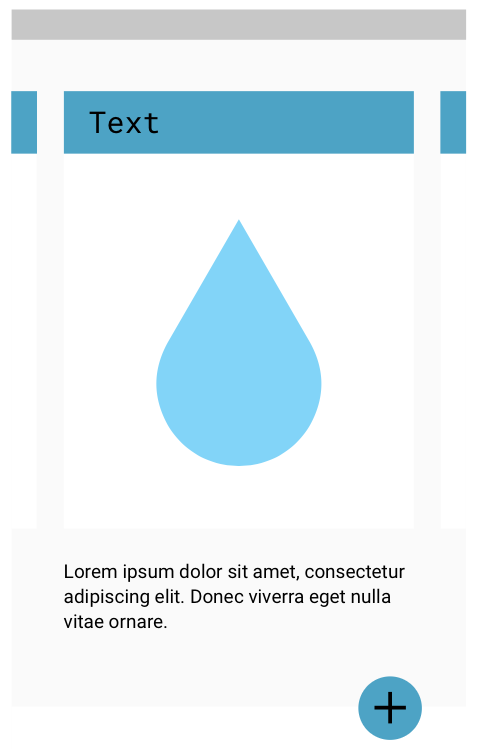 Text
Lorem ipsum dolor sit amet, consectetur
adipiscing elit. Donec viverra eget nulla
vitae ornare.